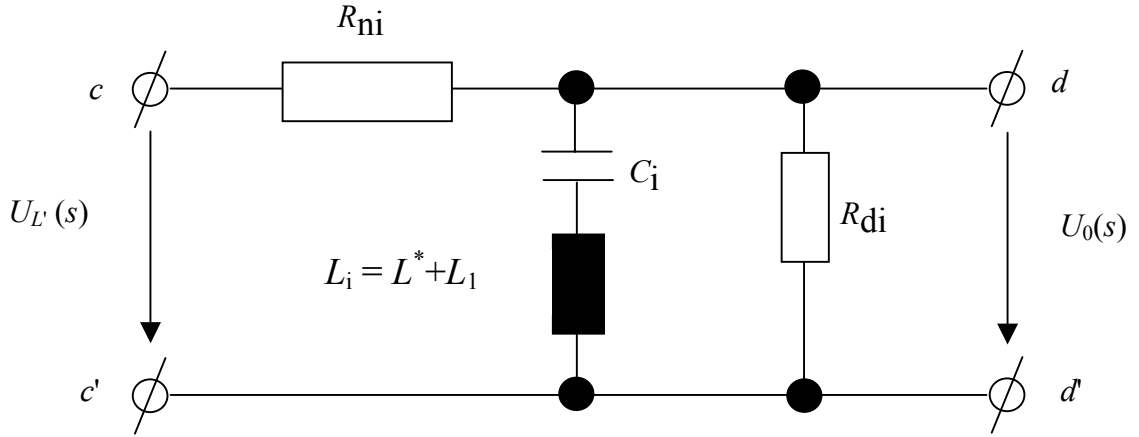 Rni
c
d
Ci
UL' (s)
Rdi
U0(s)
Li = L*+L1
c'
d'